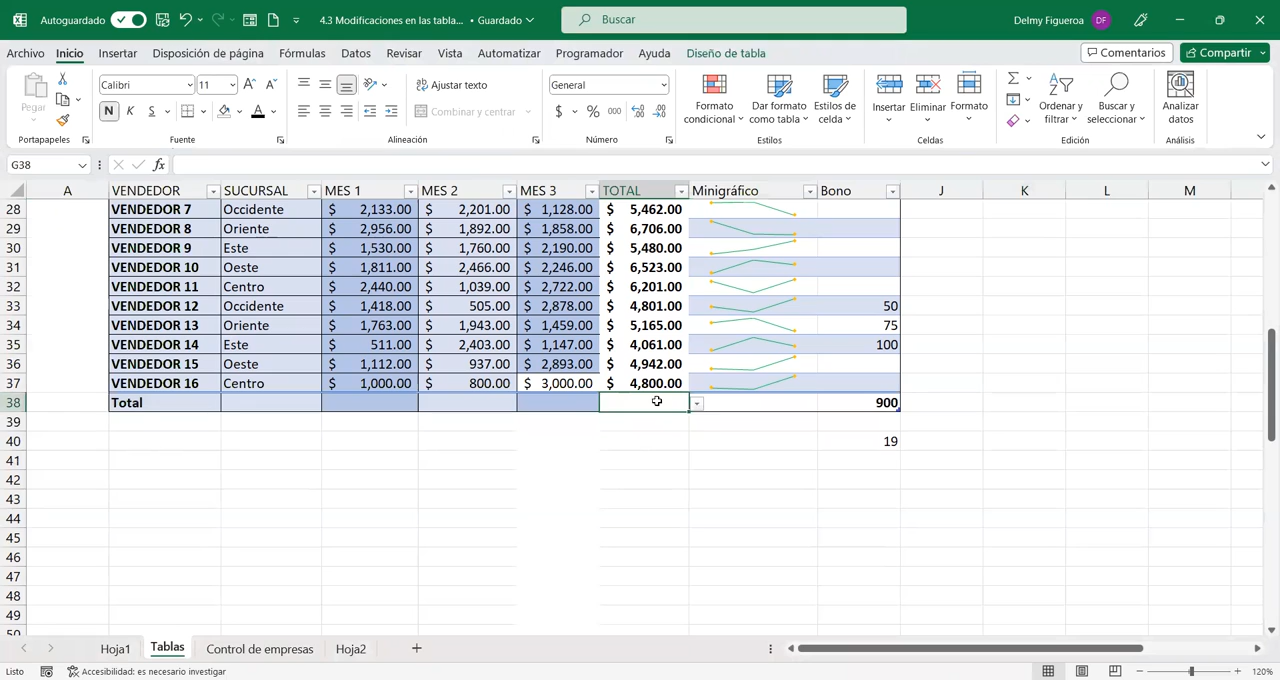 Autoguardado 4.3 Modificaciones en las tabla... • Guardado Buscar Delmy Figueroa DF
Archivo Inicio Insertar Disposición de página Fórmulas Datos Revisar Vista Automatizar Programador Ayuda Diseño de tabla Comentarios Compartir
Pegar Calibri 11 A A Ajustar texto General Formato condicional Dar formato como tabla Estilos de celda Insertar Eliminar Formato Ordenar y filtrar Buscar y seleccionar Analizar datos
N K S A Combinar y centrar $ % 000
Portapapeles Fuente Alineación Número Estilos Celdas Edición Análisis
G38 fx
A VENDEDOR SUCURSAL MES 1 MES 2 MES 3 TOTAL Minigráfico Bono J K L M
28 VENDEDOR 7 Occidente $ 2,133.00 $ 2,201.00 $ 1,128.00 $ 5,462.00
29 VENDEDOR 8 Oriente $ 2,956.00 $ 1,892.00 $ 1,858.00 $ 6,706.00
30 VENDEDOR 9 Este $ 1,530.00 $ 1,760.00 $ 2,190.00 $ 5,480.00
31 VENDEDOR 10 Oeste $ 1,811.00 $ 2,466.00 $ 2,246.00 $ 6,523.00
32 VENDEDOR 11 Centro $ 2,440.00 $ 1,039.00 $ 2,722.00 $ 6,201.00
33 VENDEDOR 12 Occidente $ 1,418.00 $ 505.00 $ 2,878.00 $ 4,801.00 50
34 VENDEDOR 13 Oriente $ 1,763.00 $ 1,943.00 $ 1,459.00 $ 5,165.00 75
35 VENDEDOR 14 Este $ 511.00 $ 2,403.00 $ 1,147.00 $ 4,061.00 100
36 VENDEDOR 15 Oeste $ 1,112.00 $ 937.00 $ 2,893.00 $ 4,942.00
37 VENDEDOR 16 Centro $ 1,000.00 $ 800.00 $ 3,000.00 $ 4,800.00
38 Total 900
39
40 19
41
42
43
44
45
46
47
48
49
50
Hoja1 Tablas Control de empresas Hoja2
Listo Accesibilidad: es necesario investigar 120%